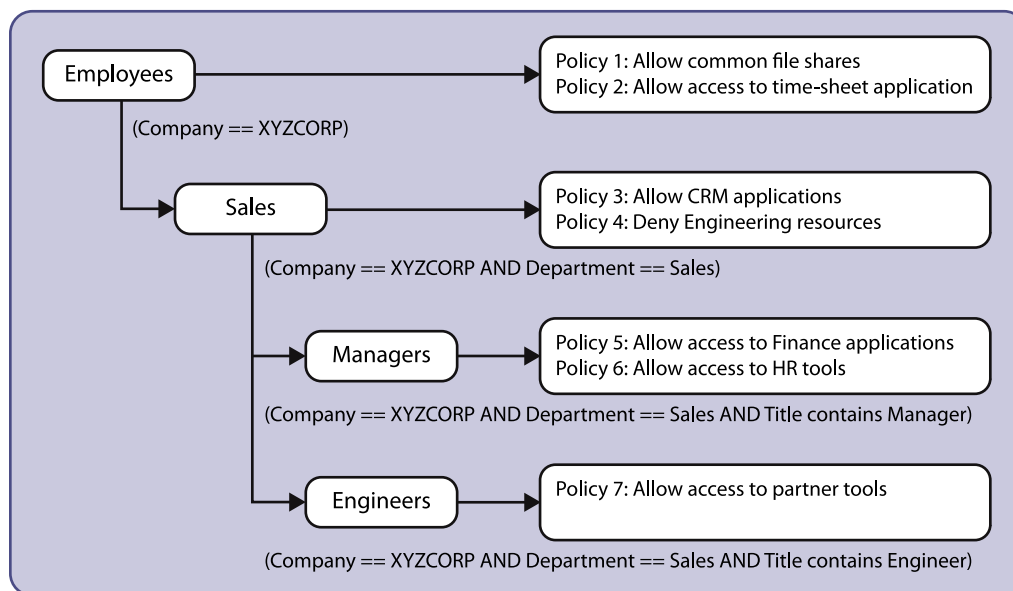 Employees
Policy 1: Allow common file shares
Policy 2: Allow access to time-sheet application
(Company == XYZCORP)
Sales
Policy 3: Allow CRM applications
Policy 4: Deny Engineering resources
(Company == XYZCORP AND Department == Sales)
Managers
Policy 5: Allow access to Finance applications
Policy 6: Allow access to HR tools
(Company == XYZCORP AND Department == Sales AND Title contains Manager)
Engineers
Policy 7: Allow access to partner tools
(Company == XYZCORP AND Department == Sales AND Title contains Engineer)